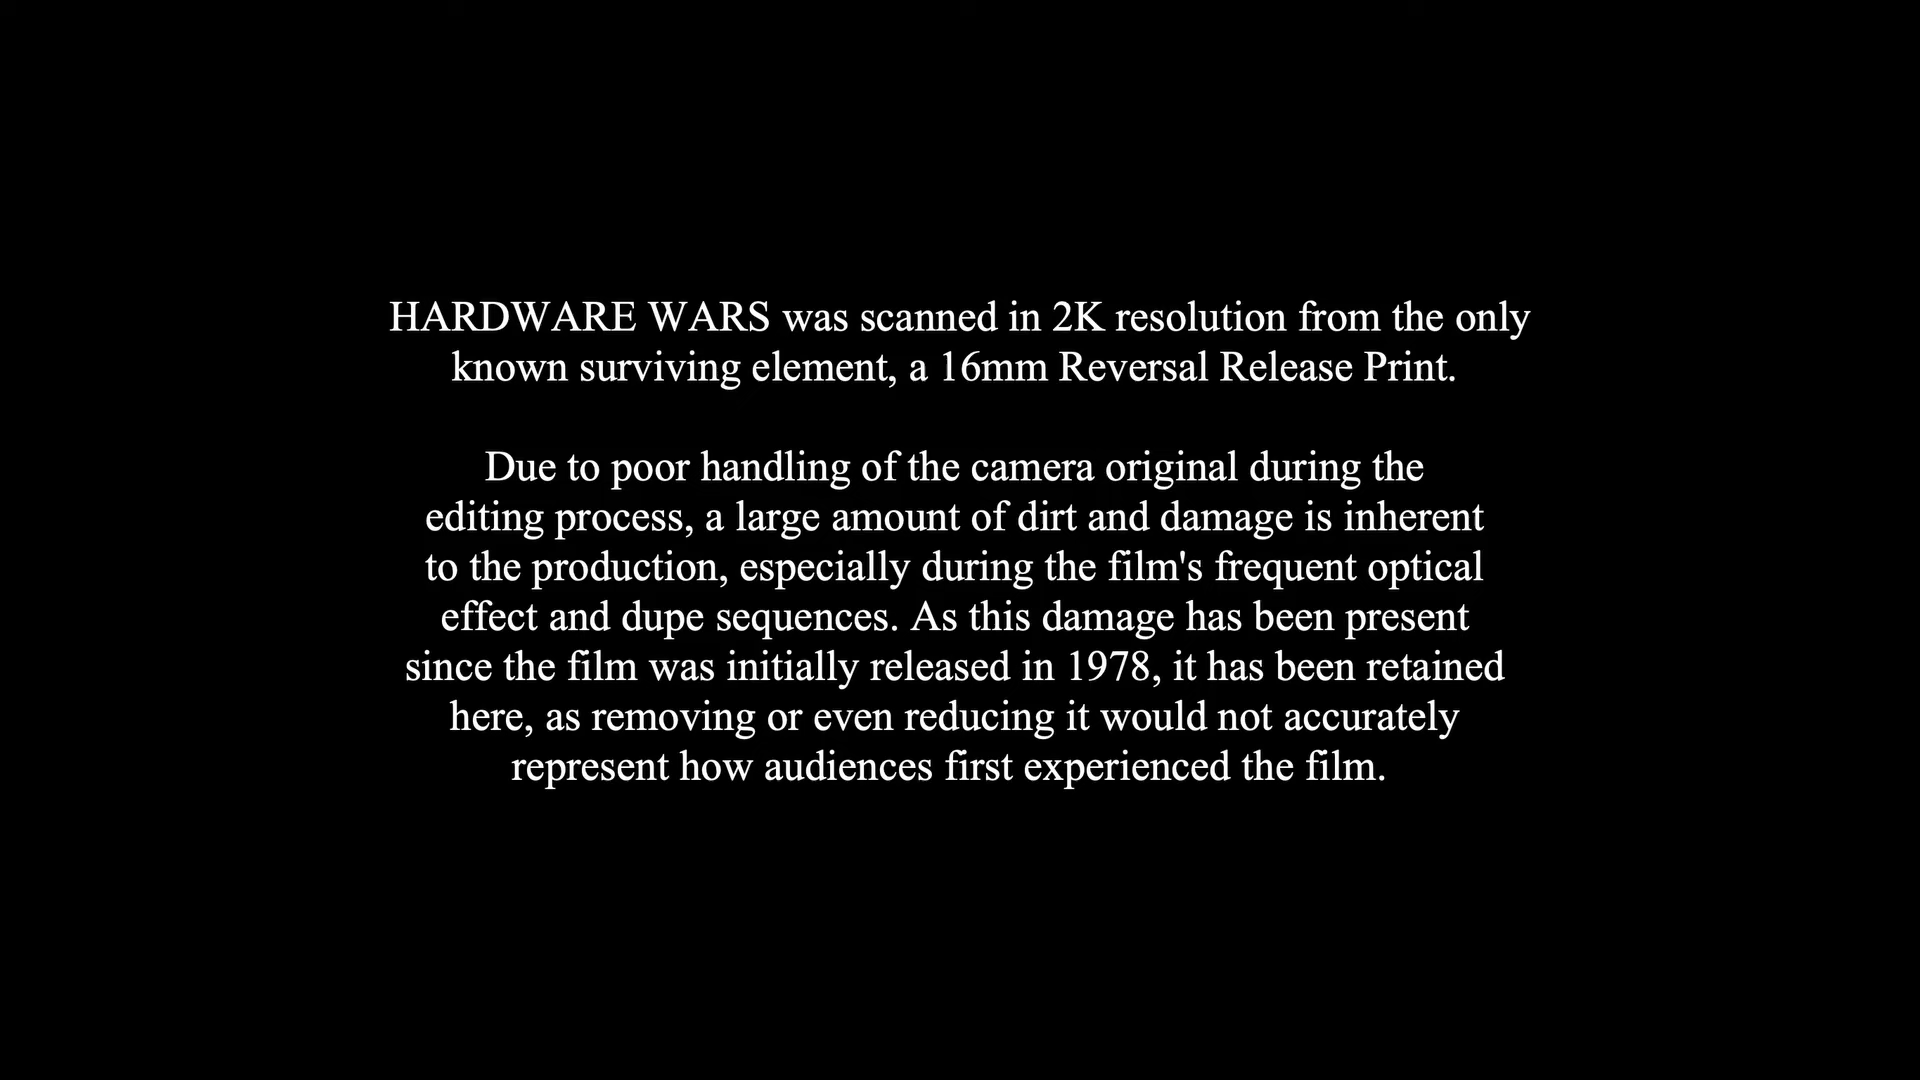 HARDWARE WARS was scanned in 2K resolution from the only
known surviving element, a 16mm Reversal Release Print.
Due to poor handling of the camera original during the
editing process, a large amount of dirt and damage is inherent
to the production, especially during the film's frequent optical
effect and dupe sequences. As this damage has been present
since the film was initially released in 1978, it has been retained
here, as removing or even reducing it would not accurately
represent how audiences first experienced the film.